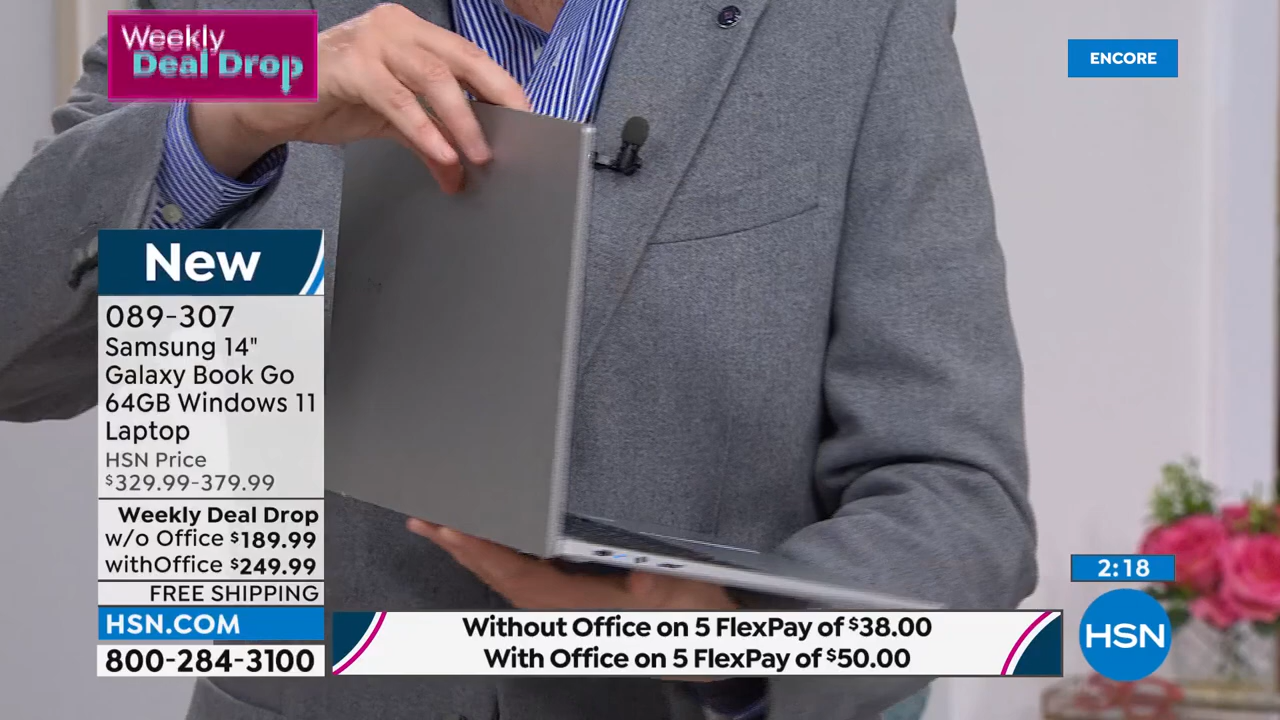 Weekly
Deal Drop
ENCORE
New
089-307
Samsung 14"
Galaxy Book Go
64GB Windows 11
Laptop
HSN Price
$329.99-379.99
Weekly Deal Drop
w/o Office $189.99
withOffice $249.99
FREE SHIPPING
HSN.COM
800-284-3100
Without Office on 5 FlexPay of $38.00
With Office on 5 FlexPay of $50.00
2:18
HSN